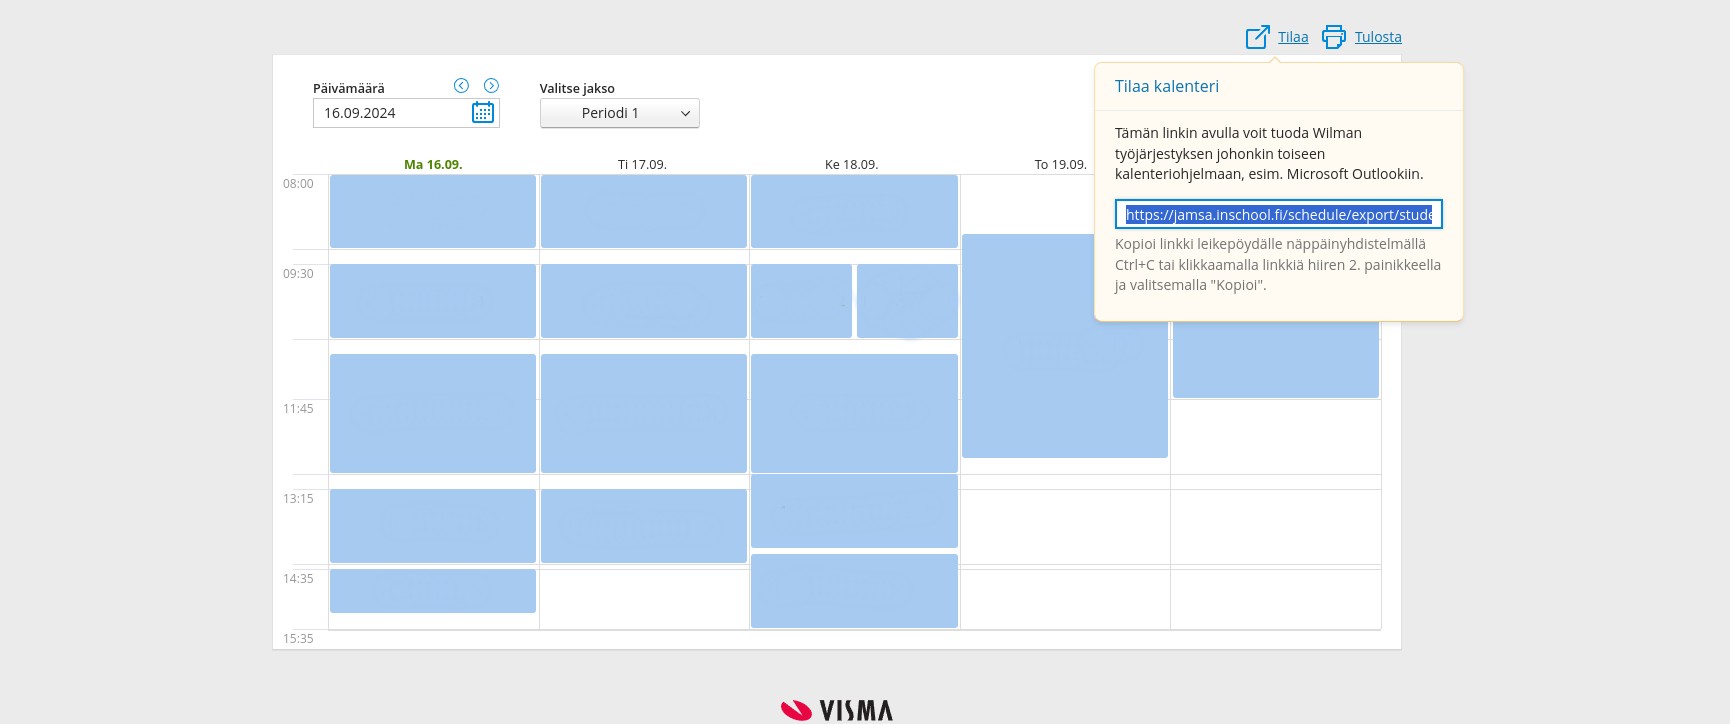 Tilaa
Tulosta
Päivämäärä
Valitse jakso
16.09.2024
Periodi 1
Tilaa kalenteri
Tämän linkin avulla voit tuoda Wilman
työjärjestyksen johonkin toiseen
kalenteriohjelmaan, esim. Microsoft Outlookiin.
https://jamsa.inschool.fi/schedule/export/stude
Kopioi linkki leikepöydälle näppäinyhdistelmällä
Ctrl+C tai klikkaamalla linkkiä hiiren 2. painikkeella
ja valitsemalla "Kopioi".
Ma 16.09.
Ti 17.09.
Ke 18.09.
To 19.09.
08:00
09:30
11:45
13:15
14:35
15:35
VISMA